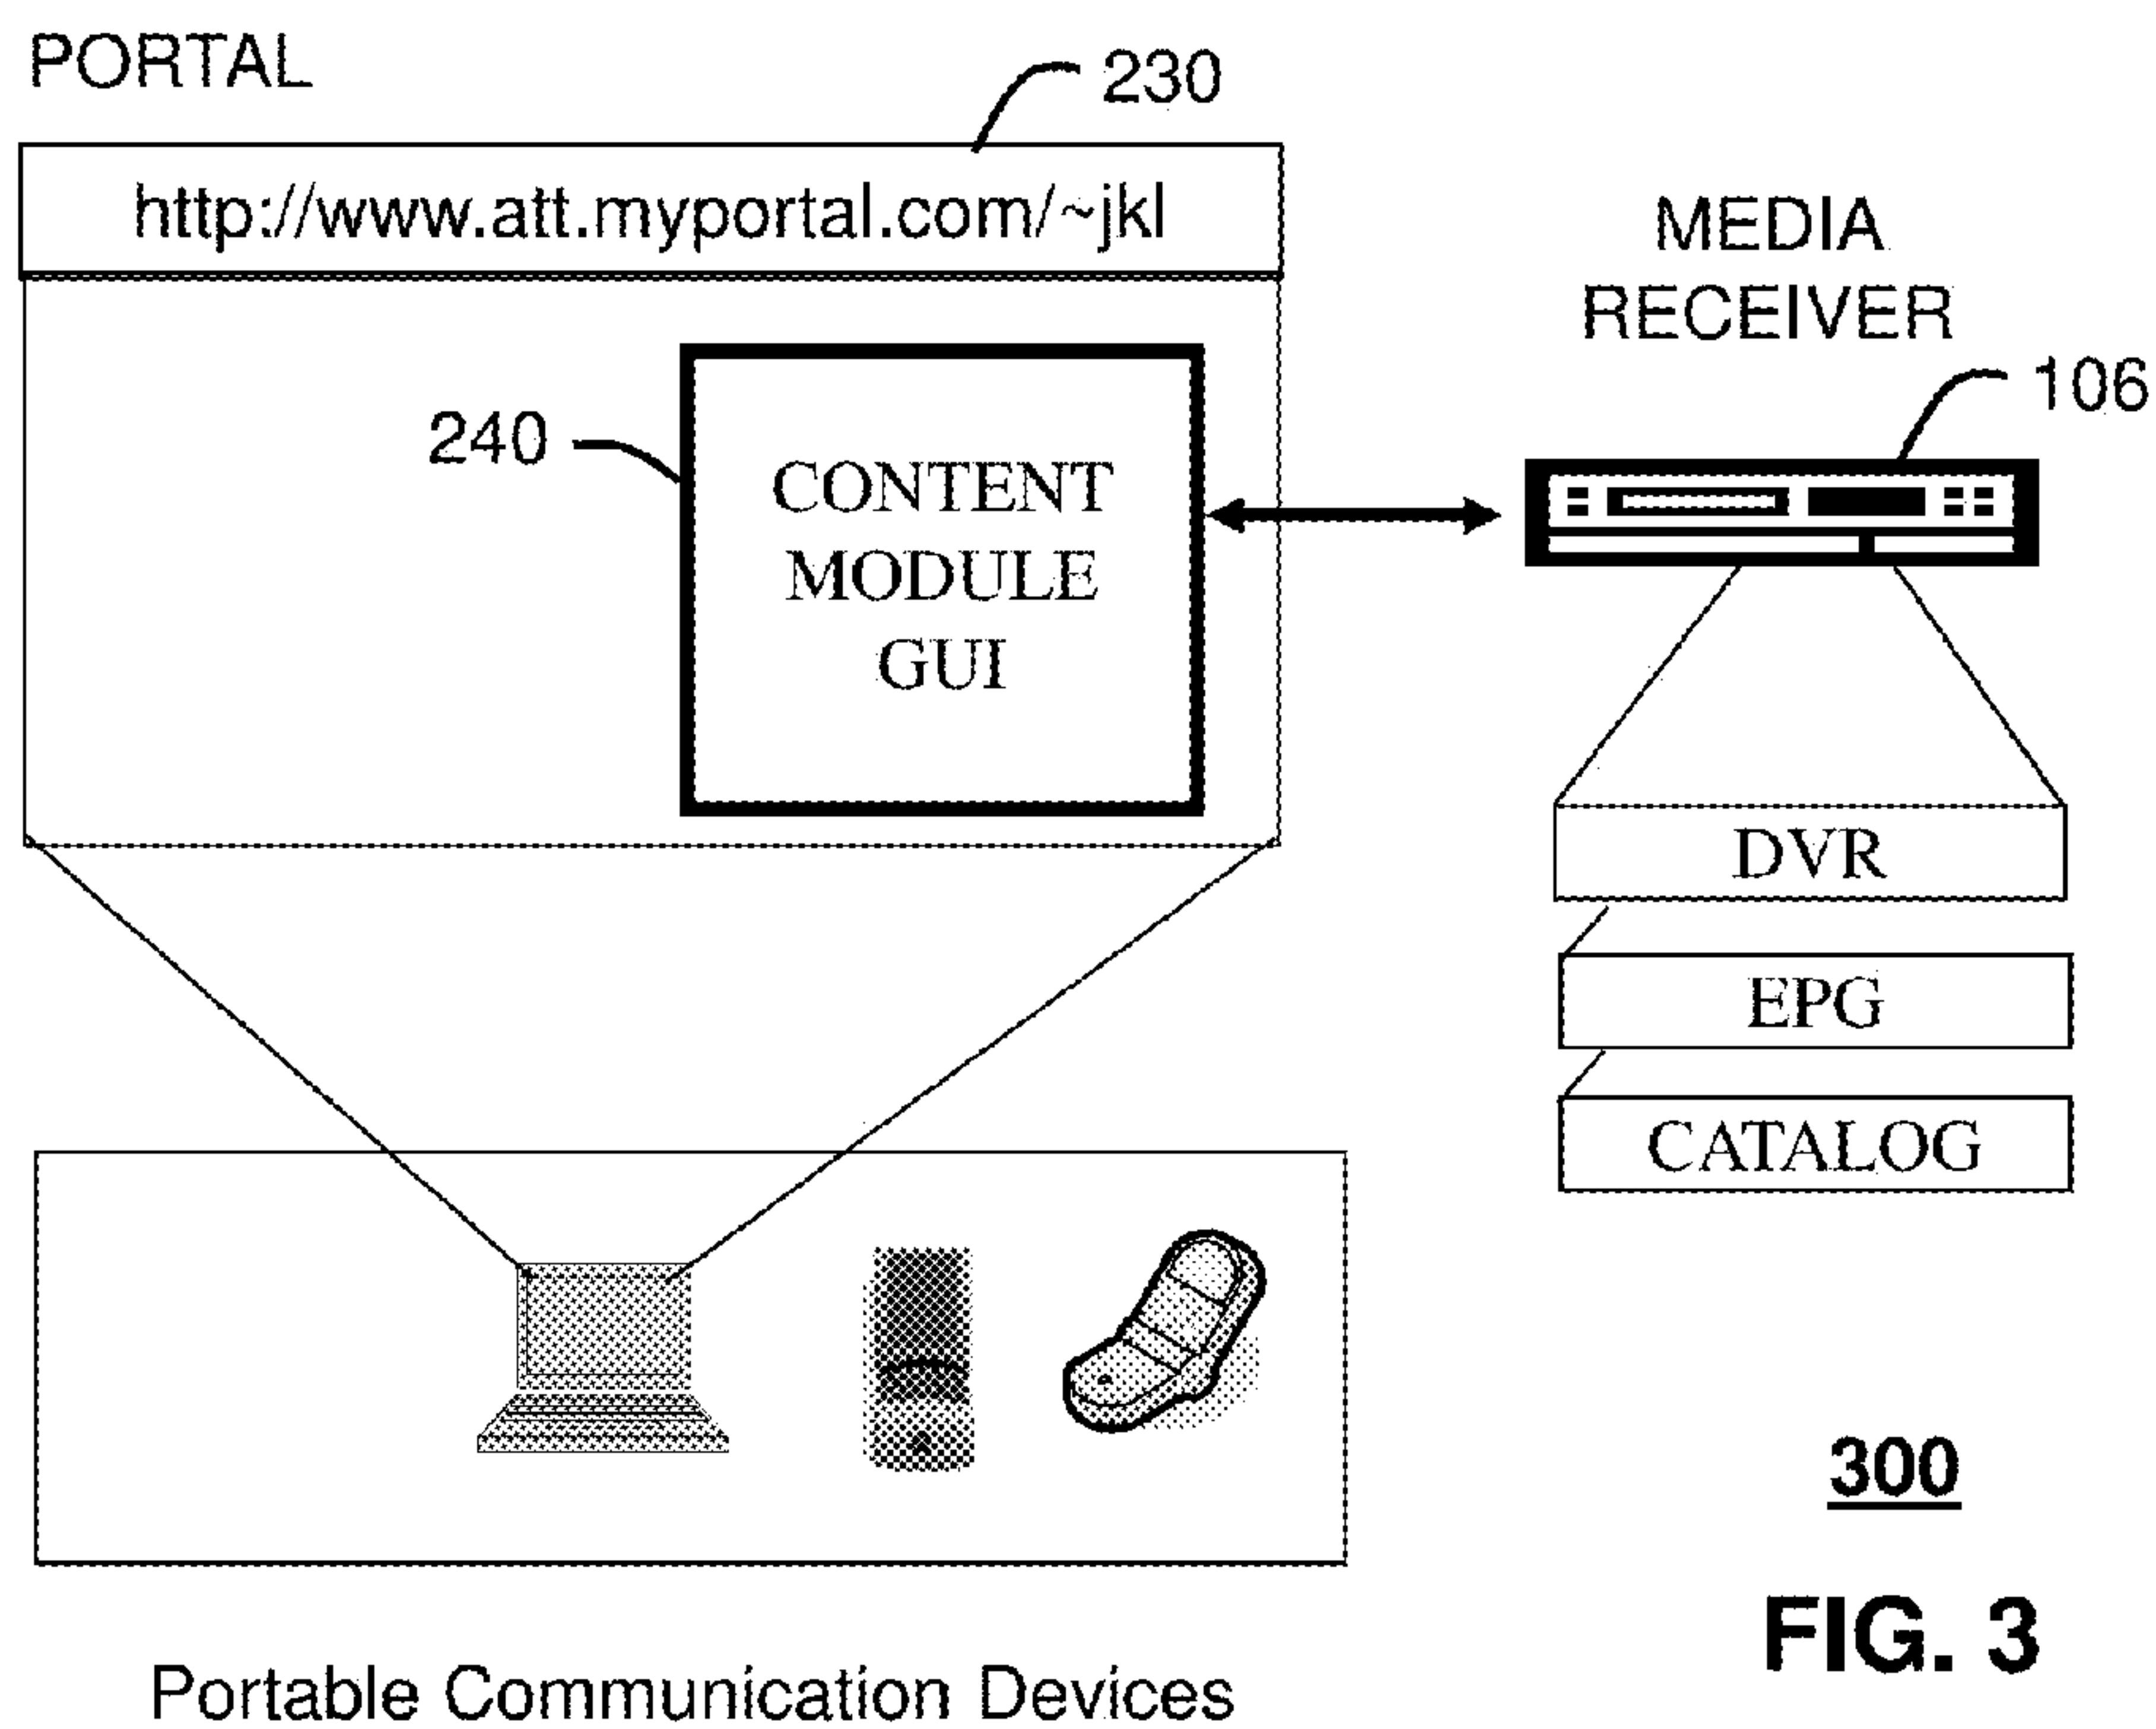 PORTAL
230
http://www.att.myportal.com/~jkl
MEDIA
RECEIVER
106
240
CONTENT
MODULE
GUI
DVR
EPG
CATALOG
300
FIG. 3
Portable Communication Devices